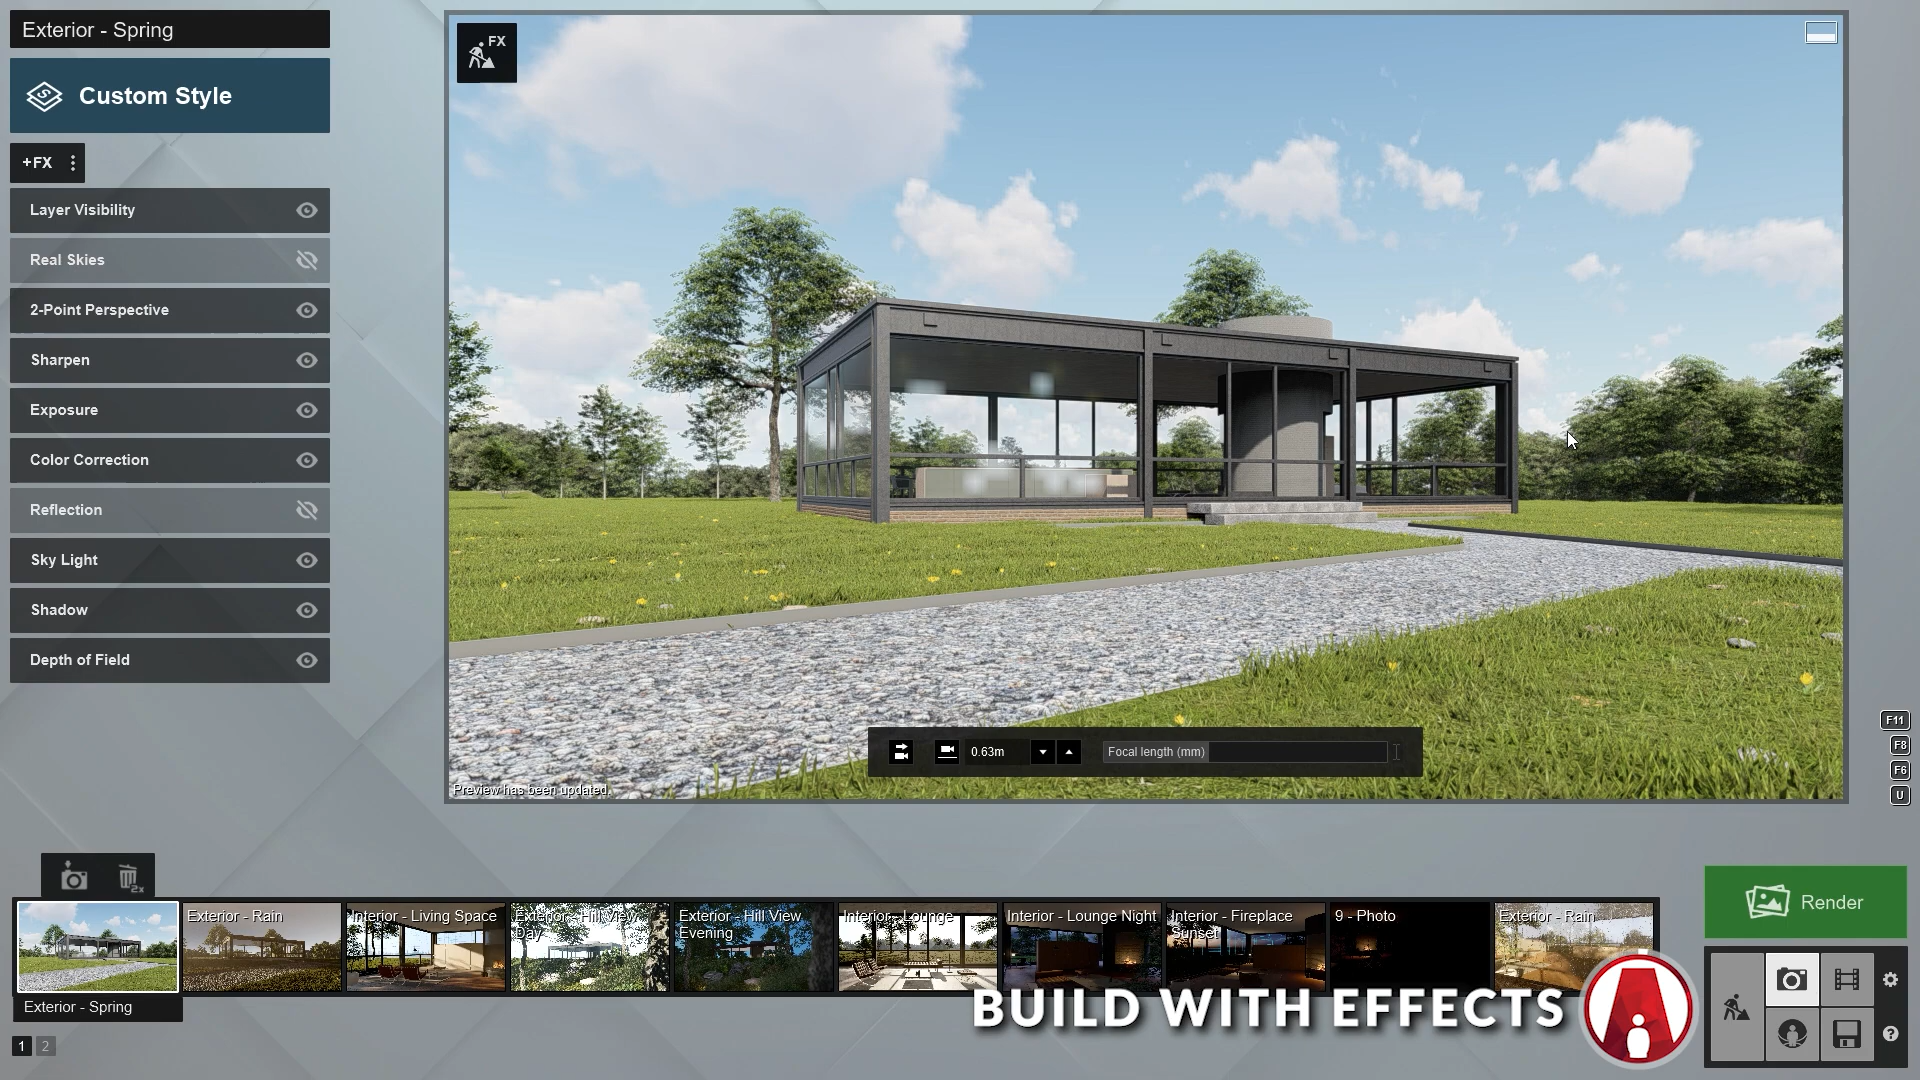 Exterior - Spring
Custom Style
+FX
Layer Visibility
Real Skies
2-Point Perspective
Sharpen
Exposure
Color Correction
Reflection
Sky Light
Shadow
Depth of Field
FX
0.63m
Focal length (mm)
Preview has been updated.
F11
F8
F6
U
2x
Exterior - Rain
Interior - Living Space
Exterior - Hill View
Day
Exterior - Hill View
Evening
Interior - Lounge
Interior - Lounge Night
Interior - Fireplace
Sunset
9 - Photo
Exterior - Rain
Exterior - Spring
1 2
Render
BUILD WITH EFFECTS
?